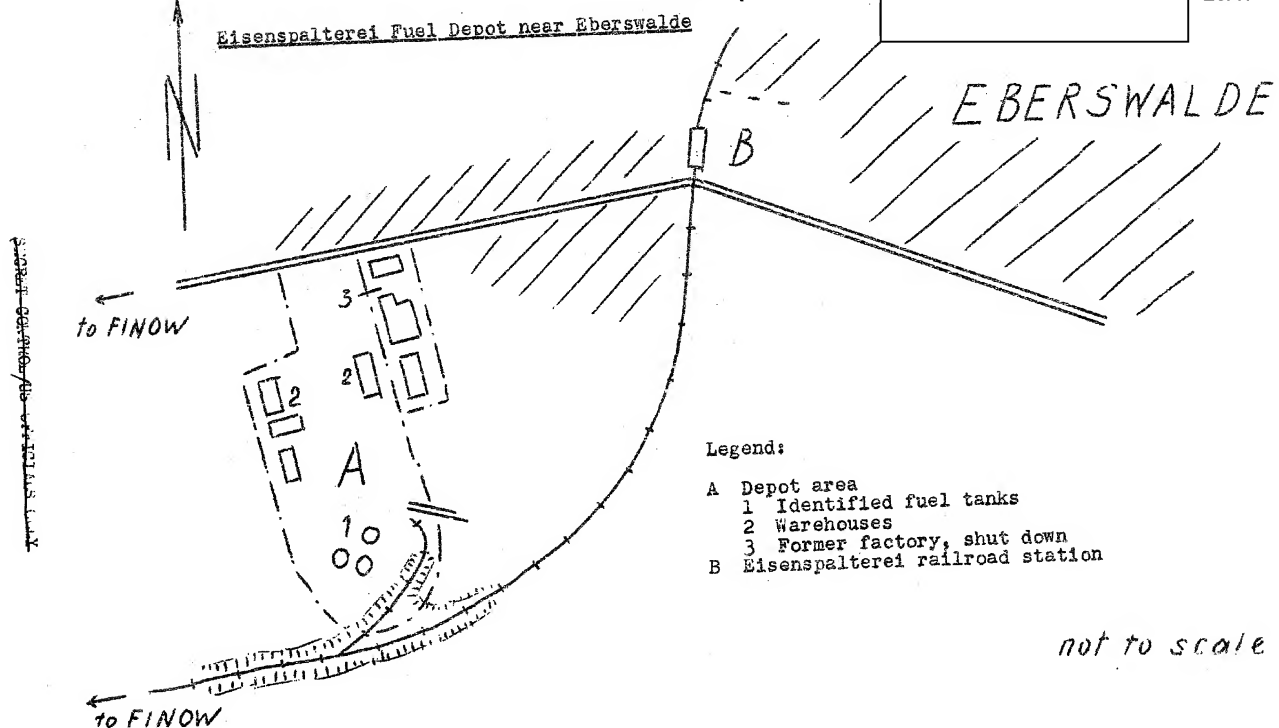 Eisenspalterei Fuel Depot near Eberswalde
N
EBERSWALDE
B
to FINOW
3
2
2
A
1
Legend:
A Depot area
1 Identified fuel tanks
2 Warehouses
3 Former factory, shut down
B Eisenspalterei railroad station
not to scale
to FINOW